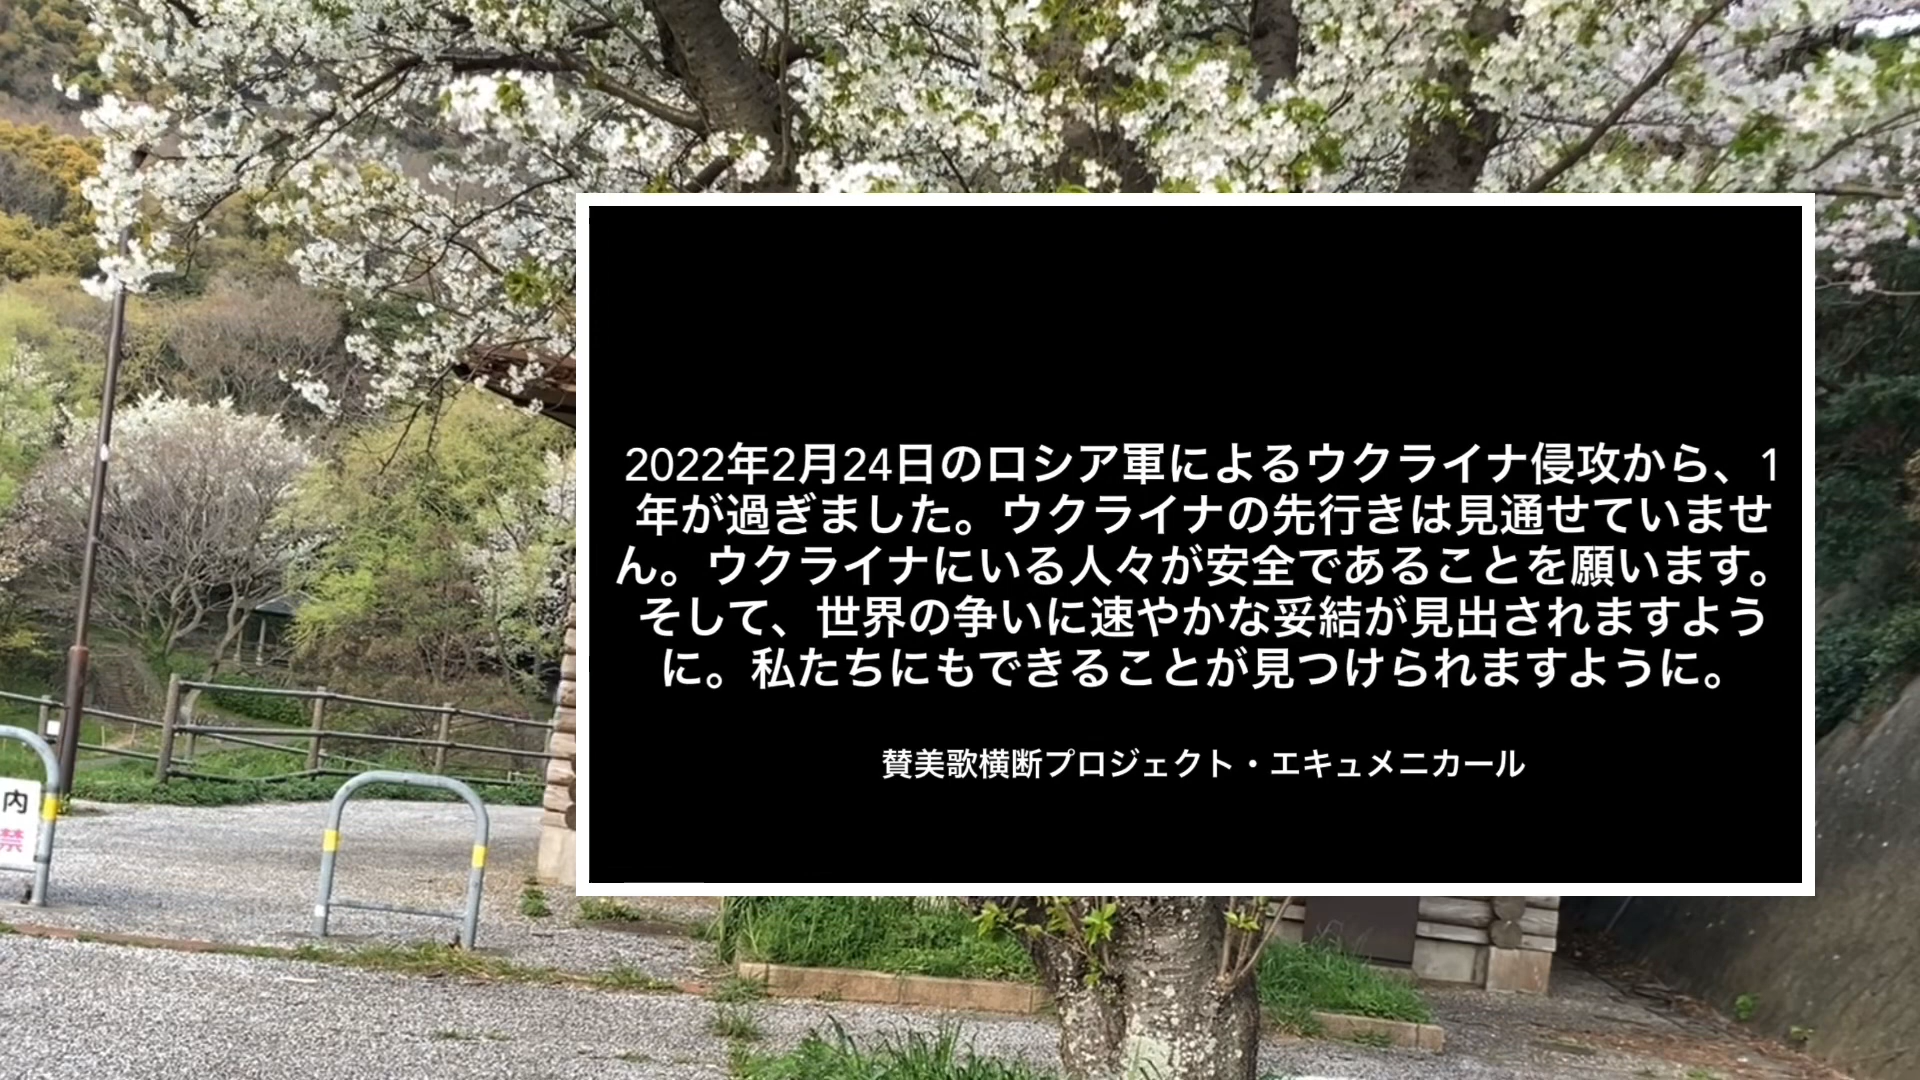 2022年2月24日のロシア軍によるウクライナ侵攻から、1
年が過ぎました。ウクライナの先行きは見通せていませ
ん。ウクライナにいる人々が安全であることを願います。
そして、世界の争いに速やかな妥結が見出されますよう
に。私たちにもできることが見つけられますように。
賛美歌横断プロジェクト・エキュメニカール
内
禁